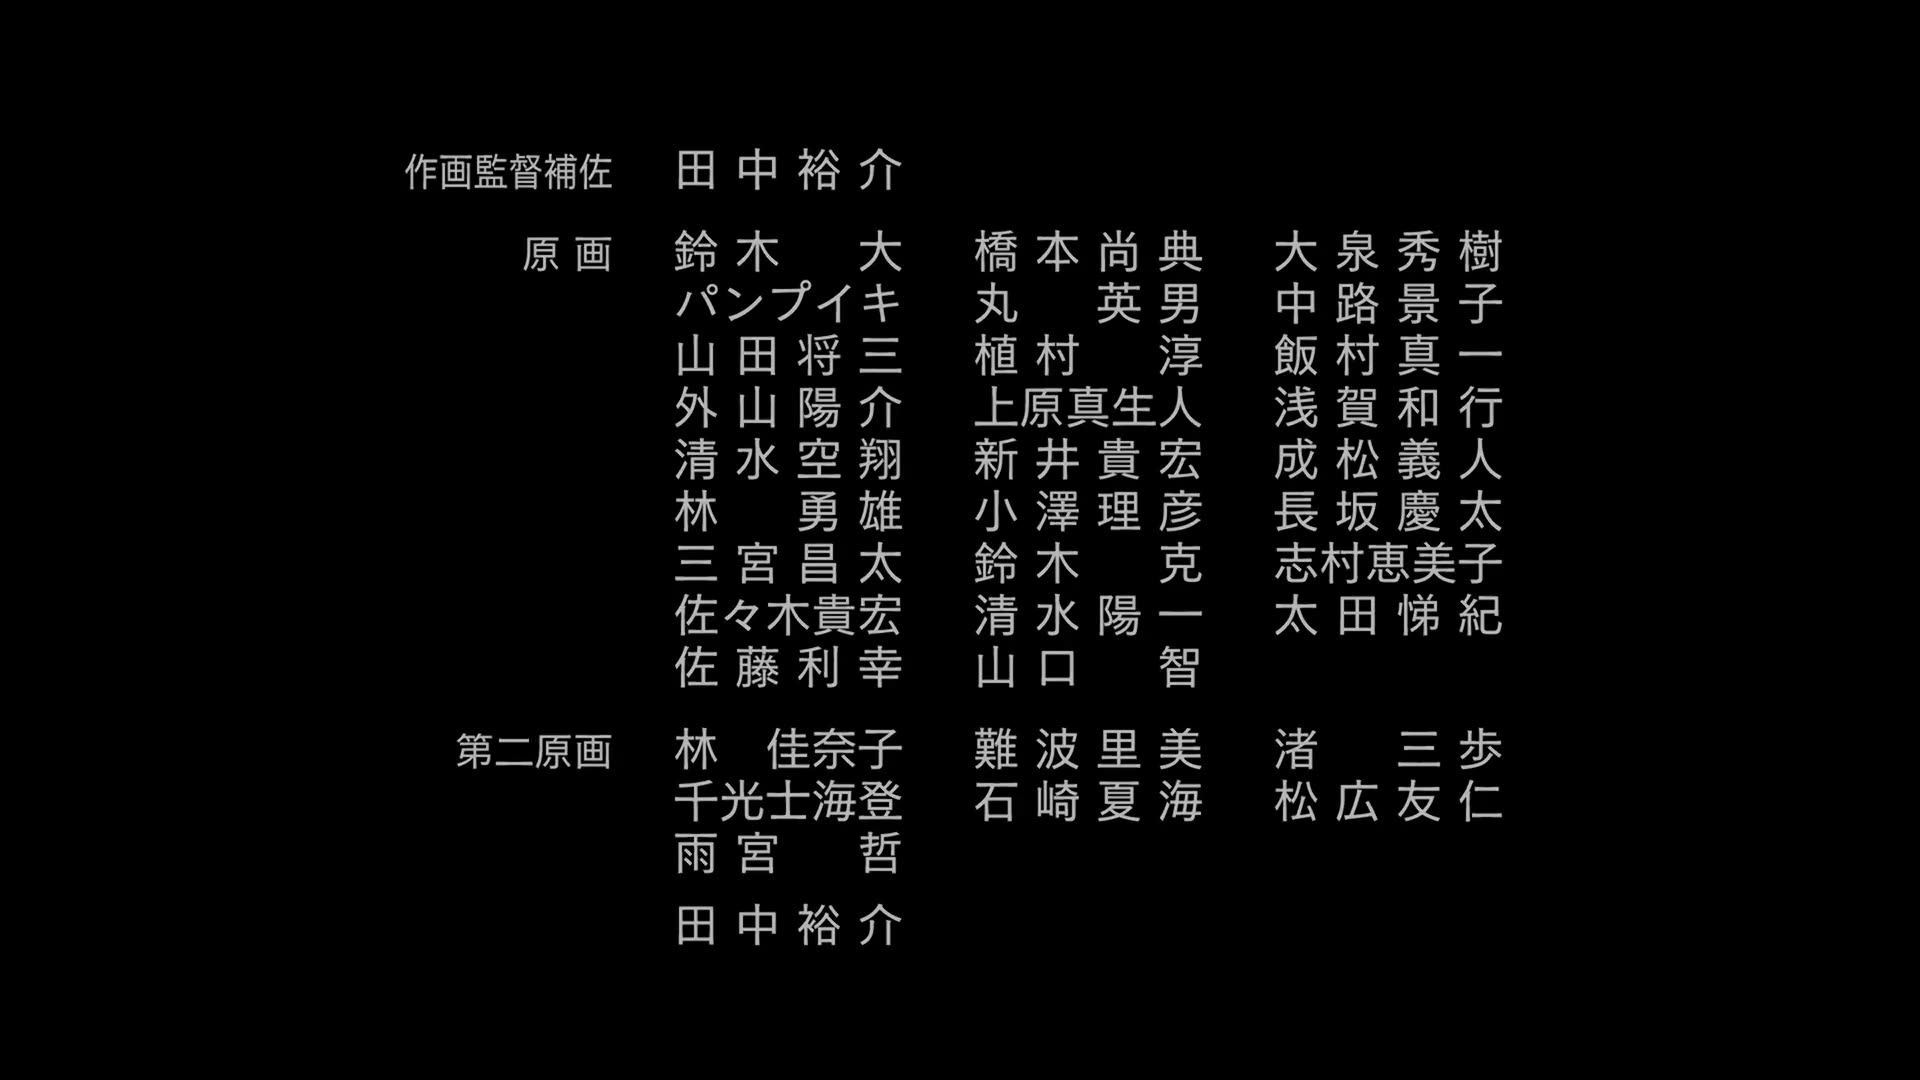 作画監督補佐 田中裕介
原画 鈴木 大 橋本尚典 大泉秀樹
パンプイキ 丸 英男 中路景子
山田将三 植村 淳 飯村真一
外山陽介 上原真生人 浅賀和行
清水空翔 新井貴宏 成松義人
林 勇雄 小澤理彦 長坂慶太
三宮昌太 鈴木 克 志村恵美子
佐々木貴宏 清水陽一 太田悌紀
佐藤利幸 山口 智
第二原画 林 佳奈子 難波里美 渚 三歩
千光士海登 石崎夏海 松広友仁
雨宮 哲
田中裕介